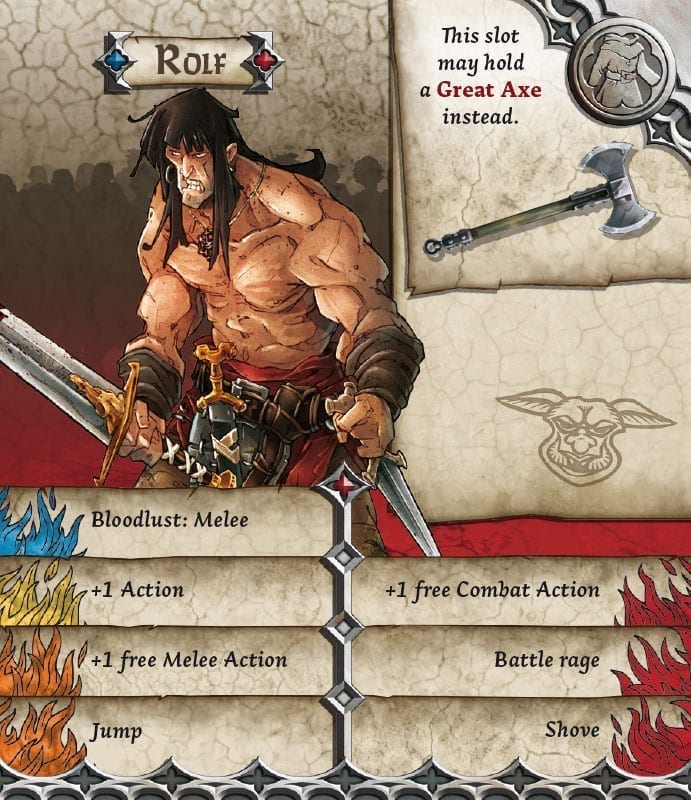 Rolf
This slot
may hold
a Great Axe
instead.
Bloodlust: Melee
+1 Action
+1 free Melee Action
Jump
+1 free Combat Action
Battle rage
Shove